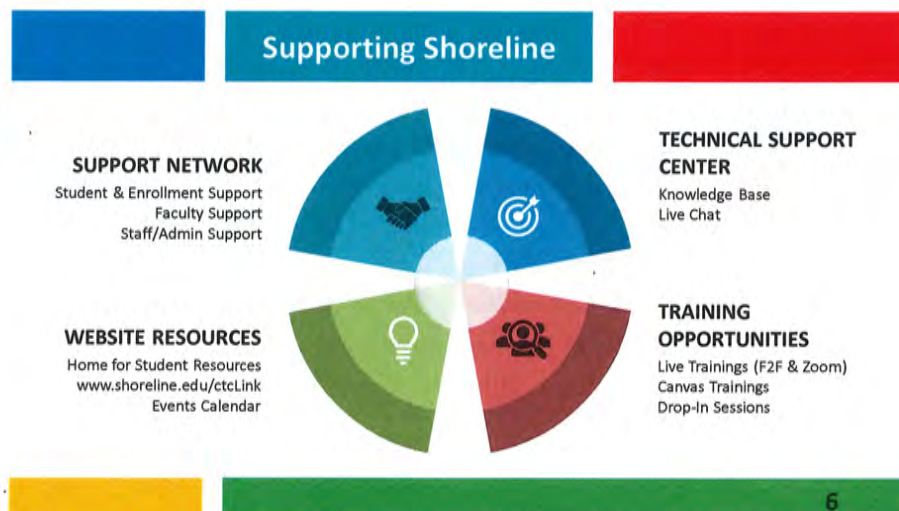 Supporting Shoreline
SUPPORT NETWORK
Student & Enrollment Support
Faculty Support
Staff/Admin Support
TECHNICAL SUPPORT
CENTER
Knowledge Base
Live Chat
WEBSITE RESOURCES
Home for Student Resources
www.shoreline.edu/ctcLink
Events Calendar
TRAINING
OPPORTUNITIES
Live Trainings (F2F & Zoom)
Canvas Trainings
Drop-In Sessions
6